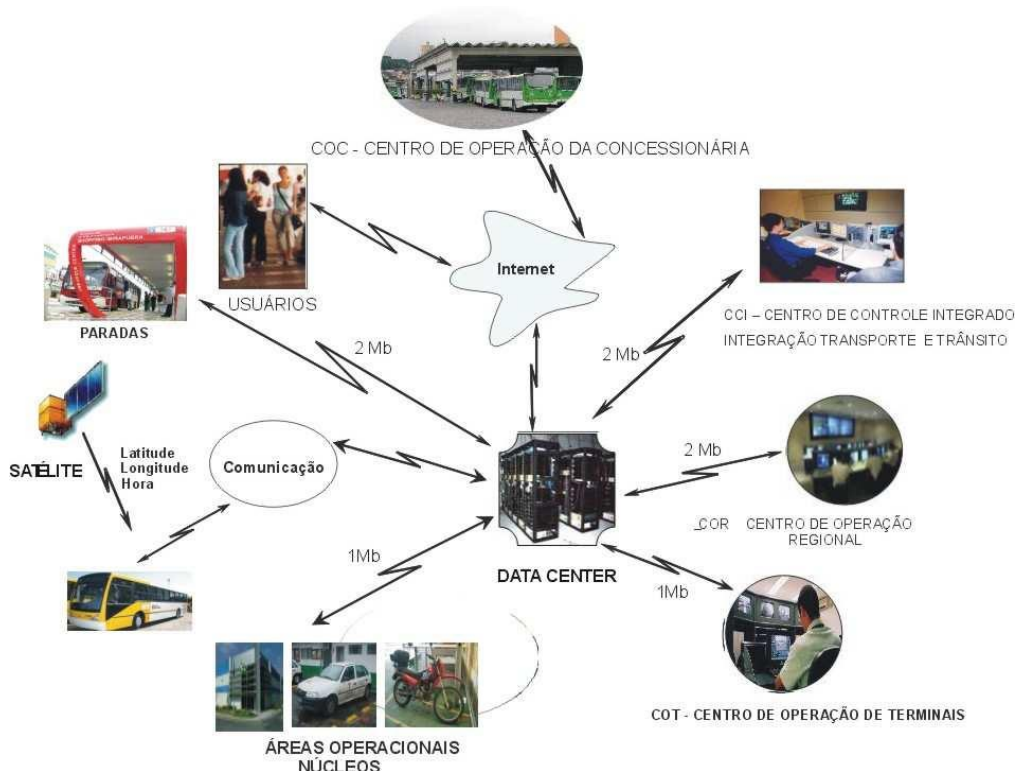 COC - CENTRO DE OPERAÇÃO DA CONCESSIONÁRIA
USUÁRIOS
Internet
PARADAS
2 Mb
2 Mb
CCI – CENTRO DE CONTROLE INTEGRADO
INTEGRAÇÃO TRANSPORTE E TRÂNSITO
SATÉLITE
Latitude
Longitude
Hora
Comunicação
2 Mb
_COR CENTRO DE OPERAÇÃO
REGIONAL
DATA CENTER
1Mb
1Mb
COT - CENTRO DE OPERAÇÃO DE TERMINAIS
ÁREAS OPERACIONAIS
NÚCLEOS